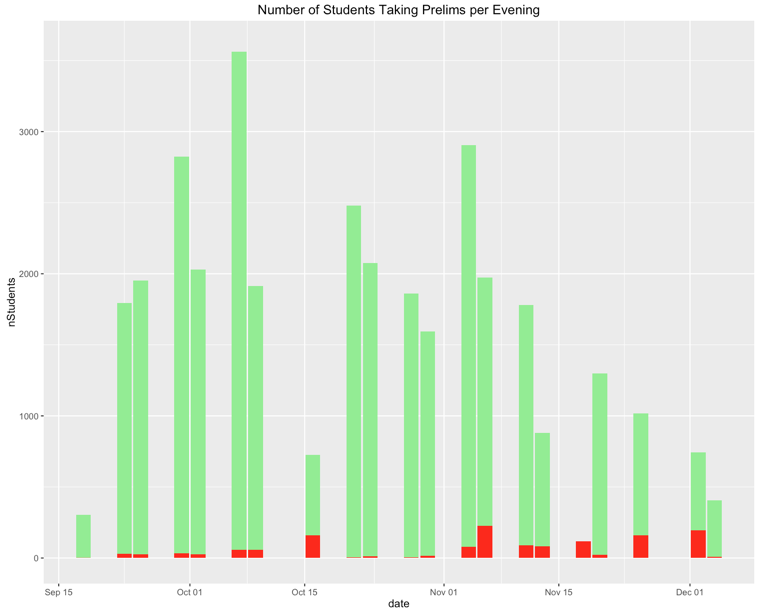 Number of Students Taking Prelims per Evening
3000
2000
1000
0
nStudents
Sep 15
Oct 01
Oct 15
Nov 01
Nov 15
Dec 01
date